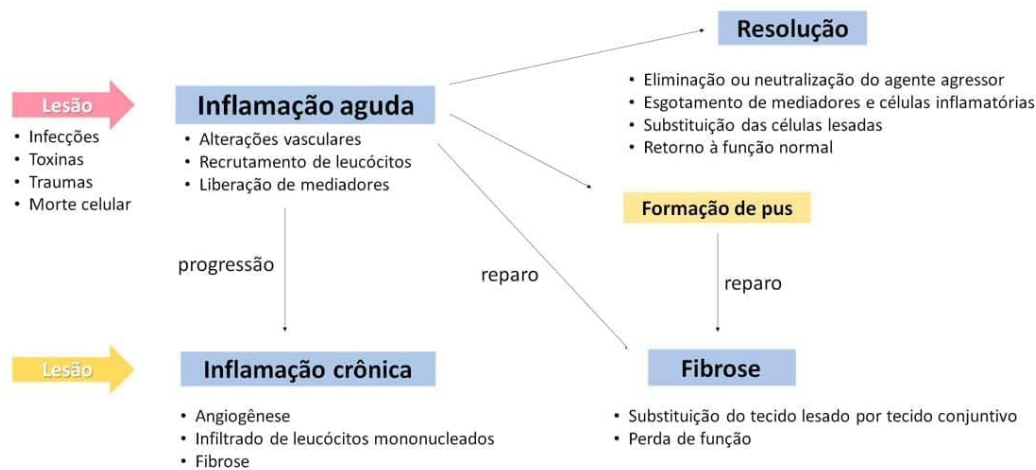 Resolução
• Eliminação ou neutralização do agente agressor
• Esgotamento de mediadores e células inflamatórias
• Substituição das células lesadas
• Retorno à função normal
Lesão
• Infecções
• Toxinas
• Traumas
• Morte celular
Inflamação aguda
• Alterações vasculares
• Recrutamento de leucócitos
• Liberação de mediadores
Formação de pus
progressão
reparo
reparo
Lesão
Inflamação crônica
• Angiogênese
• Infiltrado de leucócitos mononucleados
• Fibrose
Fibrose
• Substituição do tecido lesado por tecido conjuntivo
• Perda de função